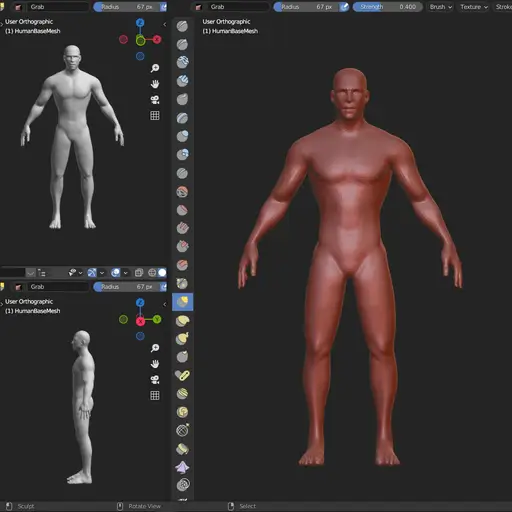 Grab
Radius 67 px
User Orthographic
(1) HumanBaseMesh
Grab
Radius 67 px
Strength 0.400
Brush
Texture
Stroke
User Orthographic
(1) HumanBaseMesh
Grab
Radius 67 px
User Orthographic
(1) HumanBaseMesh
Sculpt
Rotate View
Select